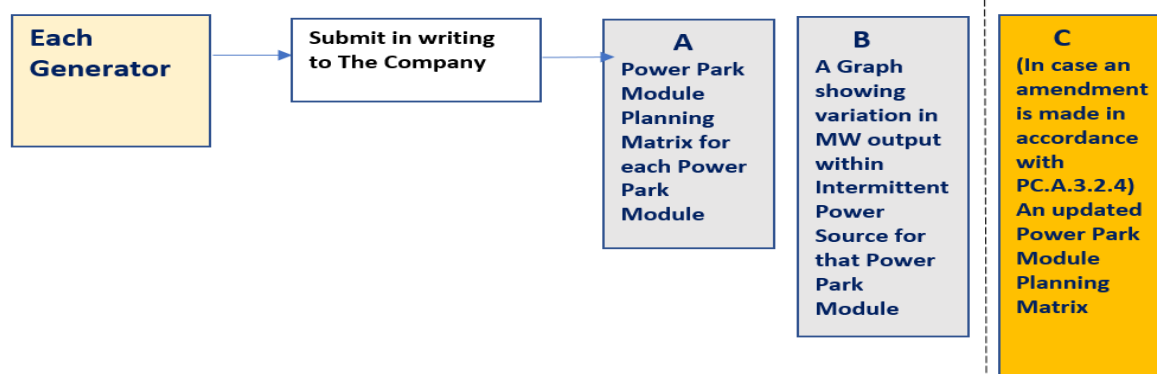 Each
Generator
Submit in writing
to The Company
A
Power Park
Module
Planning
Matrix for
each Power
Park
Module
B
A Graph
showing
variation in
MW output
within
Intermittent
Power
Source for
that Power
Park
Module
C
(In case an
amendment
is made in
accordance
with
PC.A.3.2.4)
An updated
Power Park
Module
Planning
Matrix